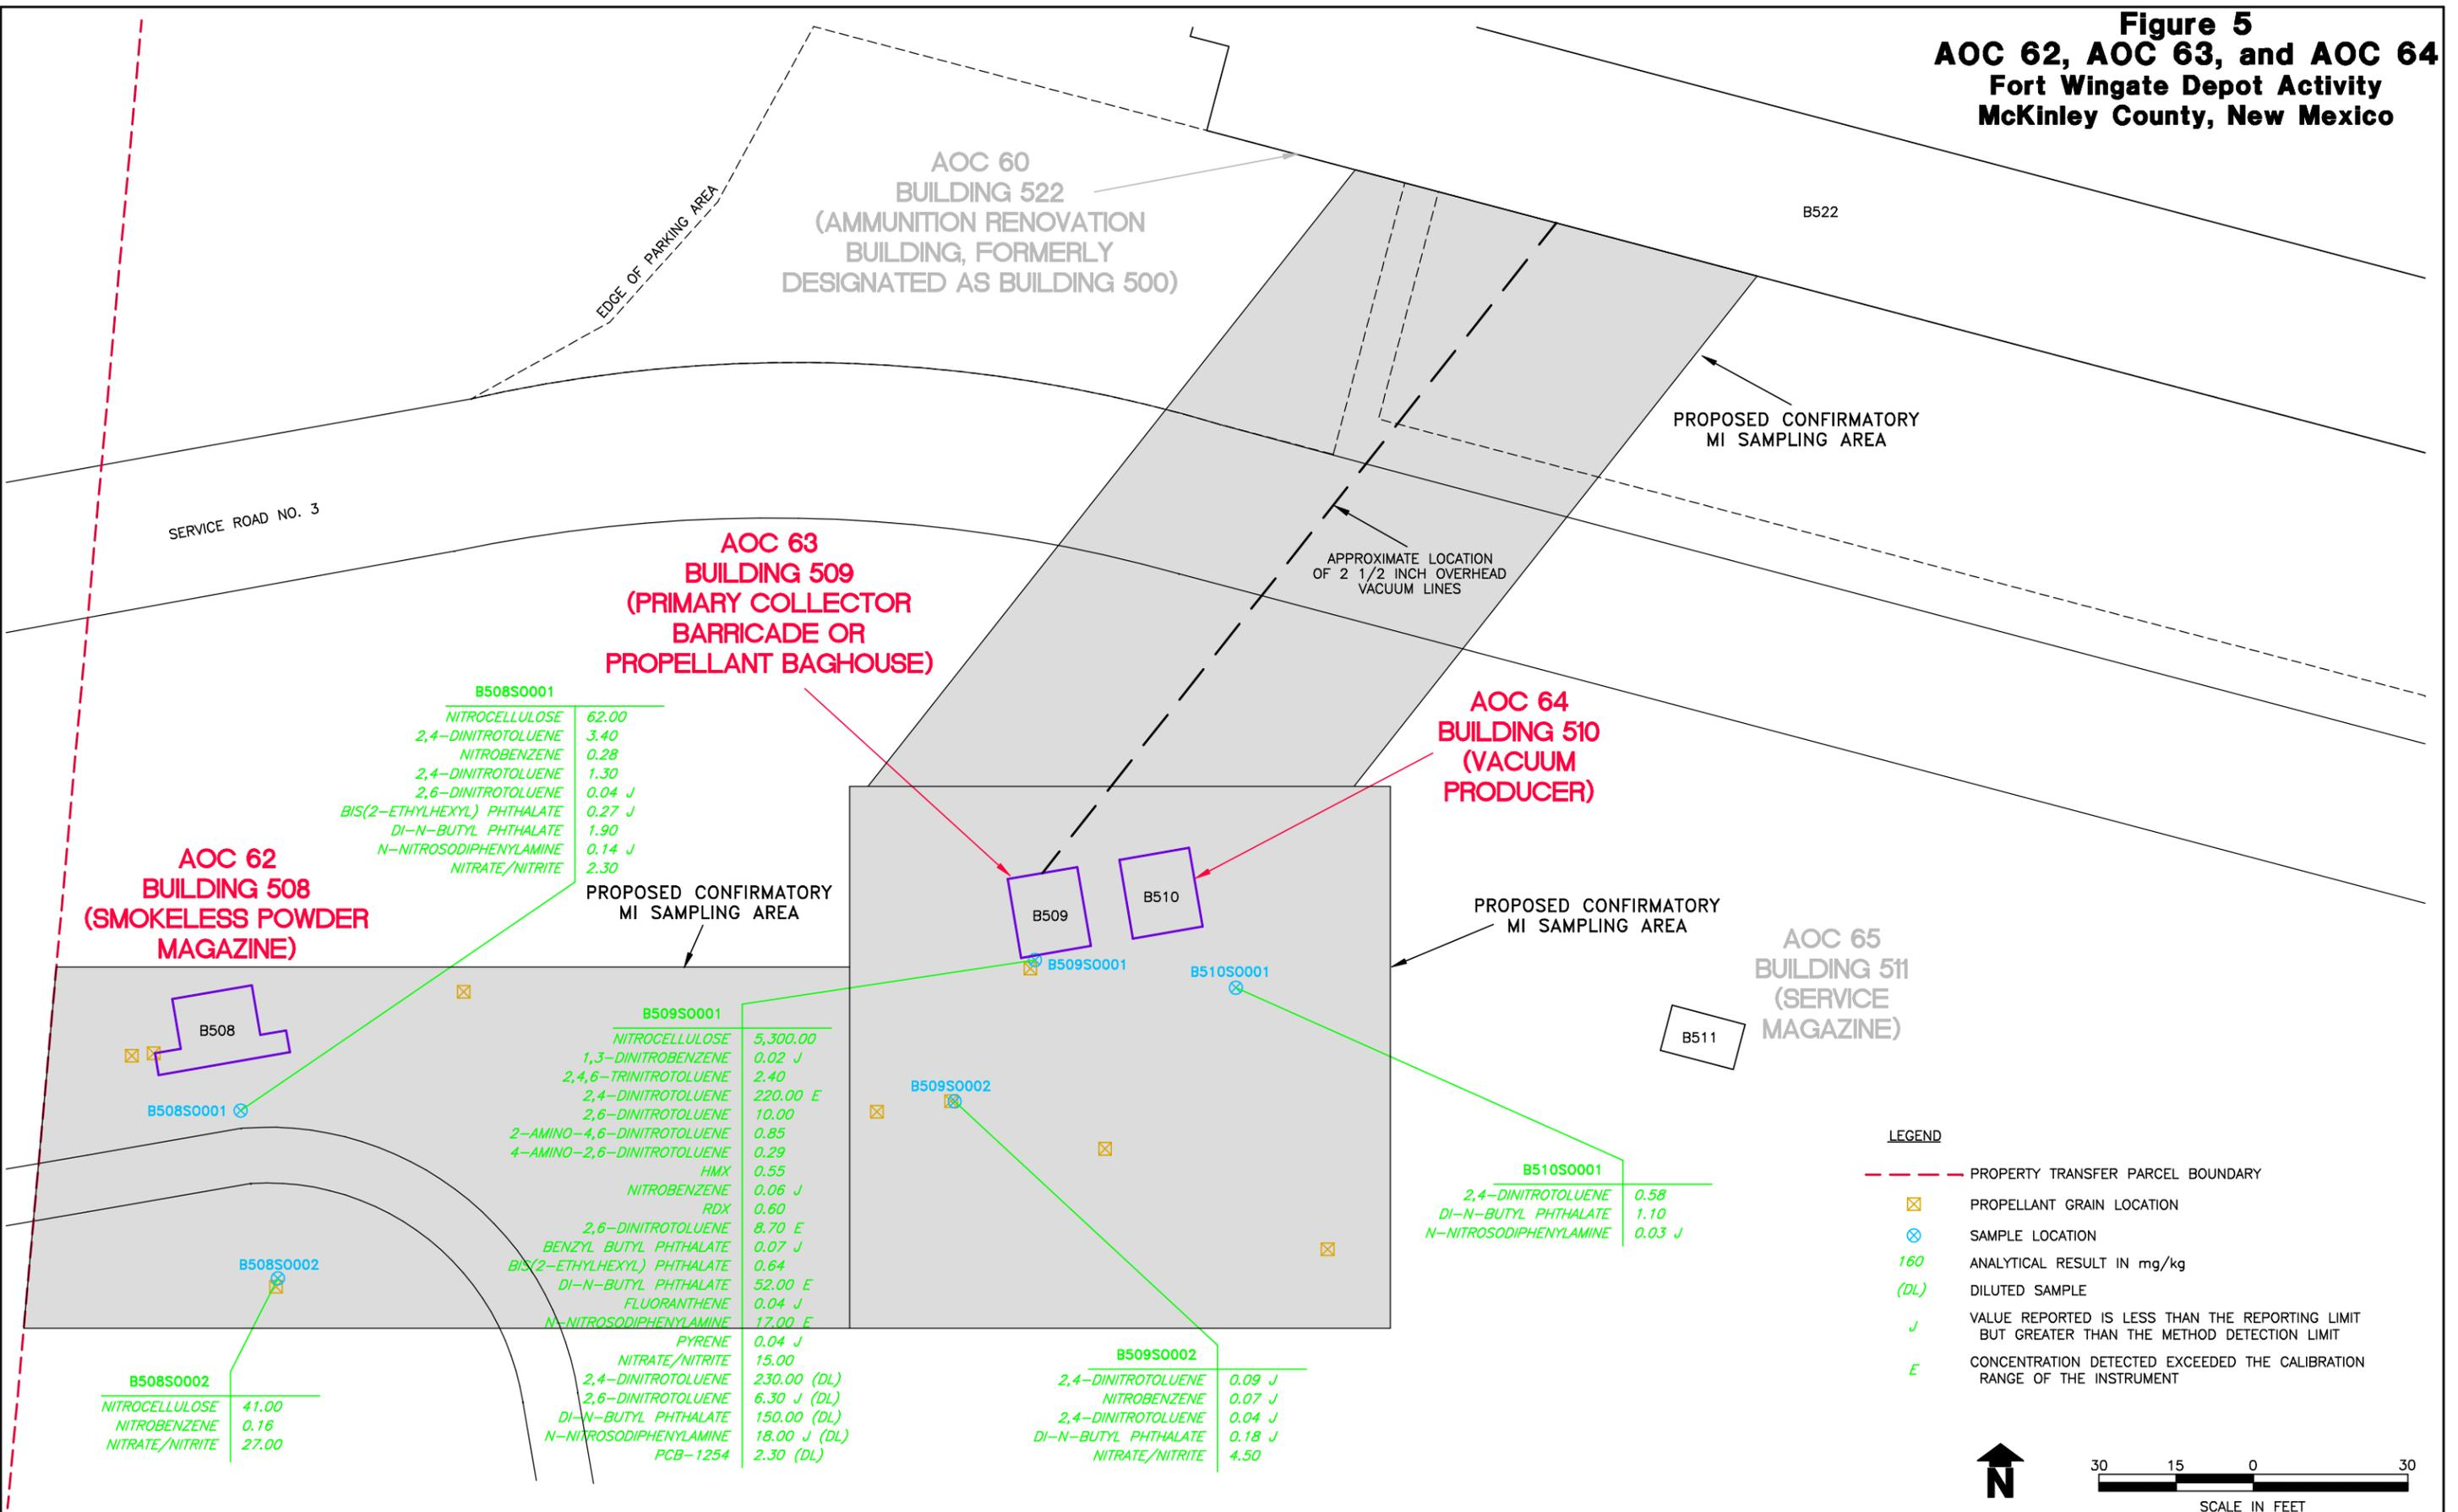 Figure 5
AOC 62, AOC 63, and AOC 64
Fort Wingate Depot Activity
McKinley County, New Mexico
AOC 60
BUILDING 522
(AMMUNITION RENOVATION
BUILDING, FORMERLY
DESIGNATED AS BUILDING 500)
B522
EDGE OF PARKING AREA
PROPOSED CONFIRMATORY
MI SAMPLING AREA
SERVICE ROAD NO. 3
APPROXIMATE LOCATION
OF 2 1/2 INCH OVERHEAD
VACUUM LINES
AOC 63
BUILDING 509
(PRIMARY COLLECTOR
BARRICADE OR
PROPELLANT BAGHOUSE)
AOC 64
BUILDING 510
(VACUUM
PRODUCER)
B508SO001
NITROCELLULOSE 62.00
2,4-DINITROTOLUENE 3.40
NITROBENZENE 0.28
2,4-DINITROTOLUENE 1.30
2,6-DINITROTOLUENE 0.04 J
BIS(2-ETHYLHEXYL) PHTHALATE 0.27 J
DI-N-BUTYL PHTHALATE 1.90
N-NITROSODIPHENYLAMINE 0.14 J
NITRATE/NITRITE 2.30
AOC 62
BUILDING 508
(SMOKELESS POWDER
MAGAZINE)
PROPOSED CONFIRMATORY
MI SAMPLING AREA
B509
B510
PROPOSED CONFIRMATORY
MI SAMPLING AREA
AOC 65
BUILDING 511
(SERVICE
MAGAZINE)
B511
B509SO001
B510SO001
B508
B508SO001
B509SO002
B508SO002
B509SO001
NITROCELLULOSE 5,300.00
1,3-DINITROBENZENE 0.02 J
2,4,6-TRINITROTOLUENE 2.40
2,4-DINITROTOLUENE 220.00 E
2,6-DINITROTOLUENE 10.00
2-AMINO-4,6-DINITROTOLUENE 0.85
4-AMINO-2,6-DINITROTOLUENE 0.29
HMX 0.55
NITROBENZENE 0.06 J
RDX 0.60
2,6-DINITROTOLUENE 8.70 E
BENZYL BUTYL PHTHALATE 0.07 J
BIS(2-ETHYLHEXYL) PHTHALATE 0.64
DI-N-BUTYL PHTHALATE 52.00 E
FLUORANTHENE 0.04 J
N-NITROSODIPHENYLAMINE 17.00 E
PYRENE 0.04 J
NITRATE/NITRITE 15.00
2,4-DINITROTOLUENE 230.00 (DL)
2,6-DINITROTOLUENE 6.30 J (DL)
DI-N-BUTYL PHTHALATE 150.00 (DL)
N-NITROSODIPHENYLAMINE 18.00 J (DL)
PCB-1254 2.30 (DL)
B510SO001
2,4-DINITROTOLUENE 0.58
DI-N-BUTYL PHTHALATE 1.10
N-NITROSODIPHENYLAMINE 0.03 J
B508SO002
NITROCELLULOSE 41.00
NITROBENZENE 0.16
NITRATE/NITRITE 27.00
B509SO002
2,4-DINITROTOLUENE 0.09 J
NITROBENZENE 0.07 J
2,4-DINITROTOLUENE 0.04 J
DI-N-BUTYL PHTHALATE 0.18 J
NITRATE/NITRITE 4.50
LEGEND
PROPERTY TRANSFER PARCEL BOUNDARY
PROPELLANT GRAIN LOCATION
SAMPLE LOCATION
160 ANALYTICAL RESULT IN mg/kg
(DL) DILUTED SAMPLE
J VALUE REPORTED IS LESS THAN THE REPORTING LIMIT
BUT GREATER THAN THE METHOD DETECTION LIMIT
E CONCENTRATION DETECTED EXCEEDED THE CALIBRATION
RANGE OF THE INSTRUMENT
N
30 15 0 30
SCALE IN FEET